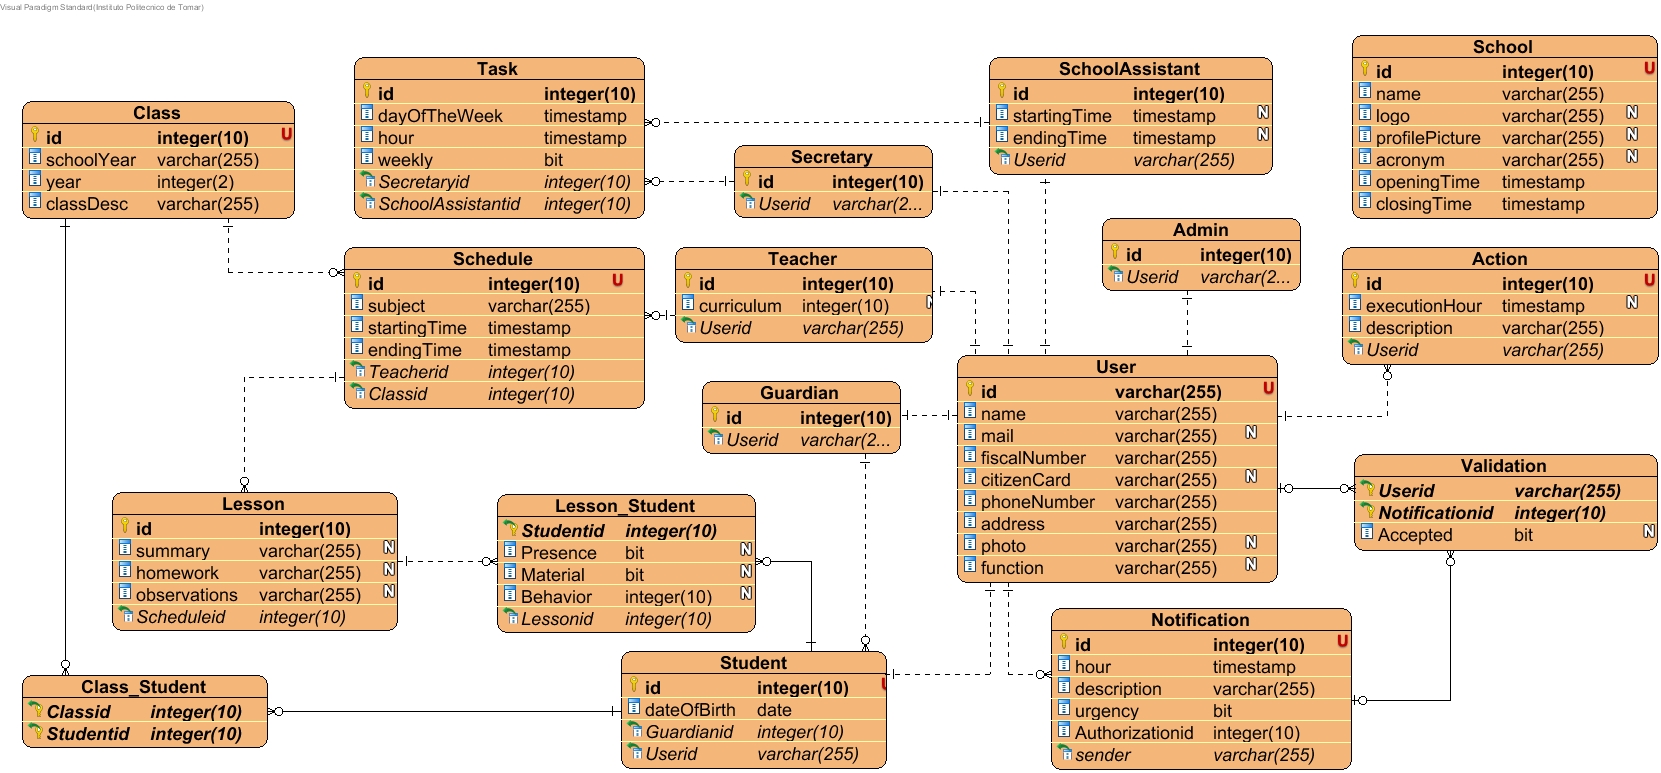 Visual Paradigm Standard(Instituto Politecnico de Tomar)
Class
id integer(10) U
schoolYear varchar(255)
year integer(2)
classDesc varchar(255)
Task
id integer(10)
dayOfTheWeek timestamp
hour timestamp
weekly bit
Secretaryid integer(10)
SchoolAssistantid integer(10)
Secretary
id integer(10)
Userid varchar(2...
SchoolAssistant
id integer(10)
startingTime timestamp N
endingTime timestamp N
Userid varchar(255)
School
id integer(10) U
name varchar(255)
logo varchar(255) N
profilePicture varchar(255) N
acronym varchar(255) N
openingTime timestamp
closingTime timestamp
Schedule
id integer(10) U
subject varchar(255)
startingTime timestamp
endingTime timestamp
Teacherid integer(10)
Classid integer(10)
Teacher
id integer(10)
curriculum integer(10) N
Userid varchar(255)
Admin
id integer(10)
Userid varchar(2...
Action
id integer(10) U
executionHour timestamp N
description varchar(255)
Userid varchar(255)
Guardian
id integer(10)
Userid varchar(2...
User
id varchar(255) U
name varchar(255)
mail varchar(255) N
fiscalNumber varchar(255)
citizenCard varchar(255) N
phoneNumber varchar(255)
address varchar(255)
photo varchar(255) N
function varchar(255) N
Validation
Userid varchar(255)
Notificationid integer(10)
Accepted bit N
Lesson
id integer(10)
summary varchar(255) N
homework varchar(255) N
observations varchar(255) N
Scheduleid integer(10)
Lesson_Student
Studentid integer(10)
Presence bit N
Material bit N
Behavior integer(10) N
Lessonid integer(10)
Class_Student
Classid integer(10)
Studentid integer(10)
Student
id integer(10) U
dateOfBirth date
Guardianid integer(10)
Userid varchar(255)
Notification
id integer(10) U
hour timestamp
description varchar(255)
urgency bit
Authorizationid integer(10)
sender varchar(255)